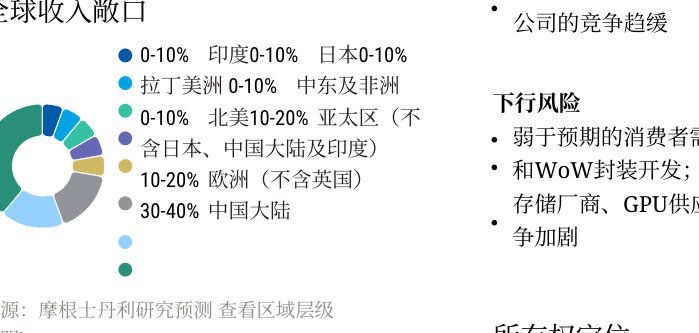 全球收入敞口
0-10% 印度0-10% 日本0-10%
拉丁美洲 0-10% 中东及非洲
0-10% 北美10-20% 亚太区（不
含日本、中国大陆及印度）
10-20% 欧洲（不含英国）
30-40% 中国大陆
源：摩根士丹利研究预测 查看区域层级
公司的竞争趋缓
下行风险
弱于预期的消费者需
和WoW封装开发；
存储厂商、GPU供应
争加剧